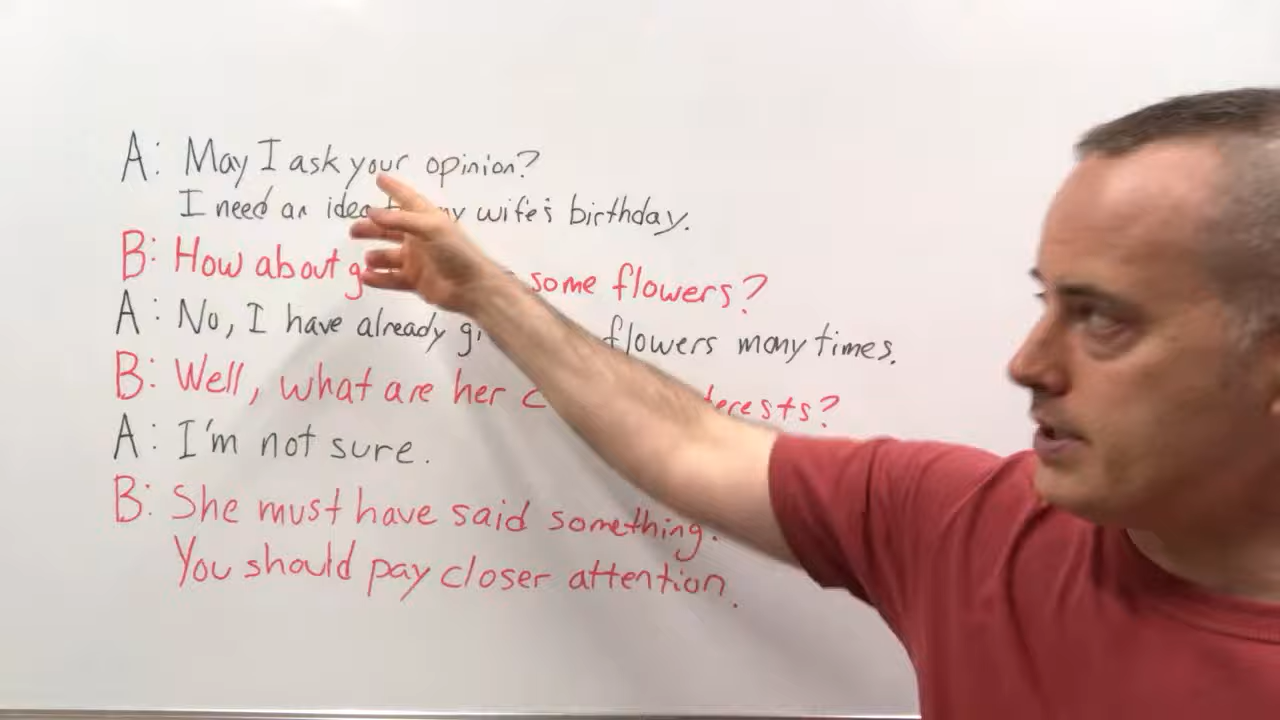 A: May I ask your opinion?
I need an idea my wife's birthday.
B: How about some flowers?
A: No, I have already flowers many times.
B: Well, what are her
A: I'm not sure.
B: She must have said something.
You should pay closer attention.